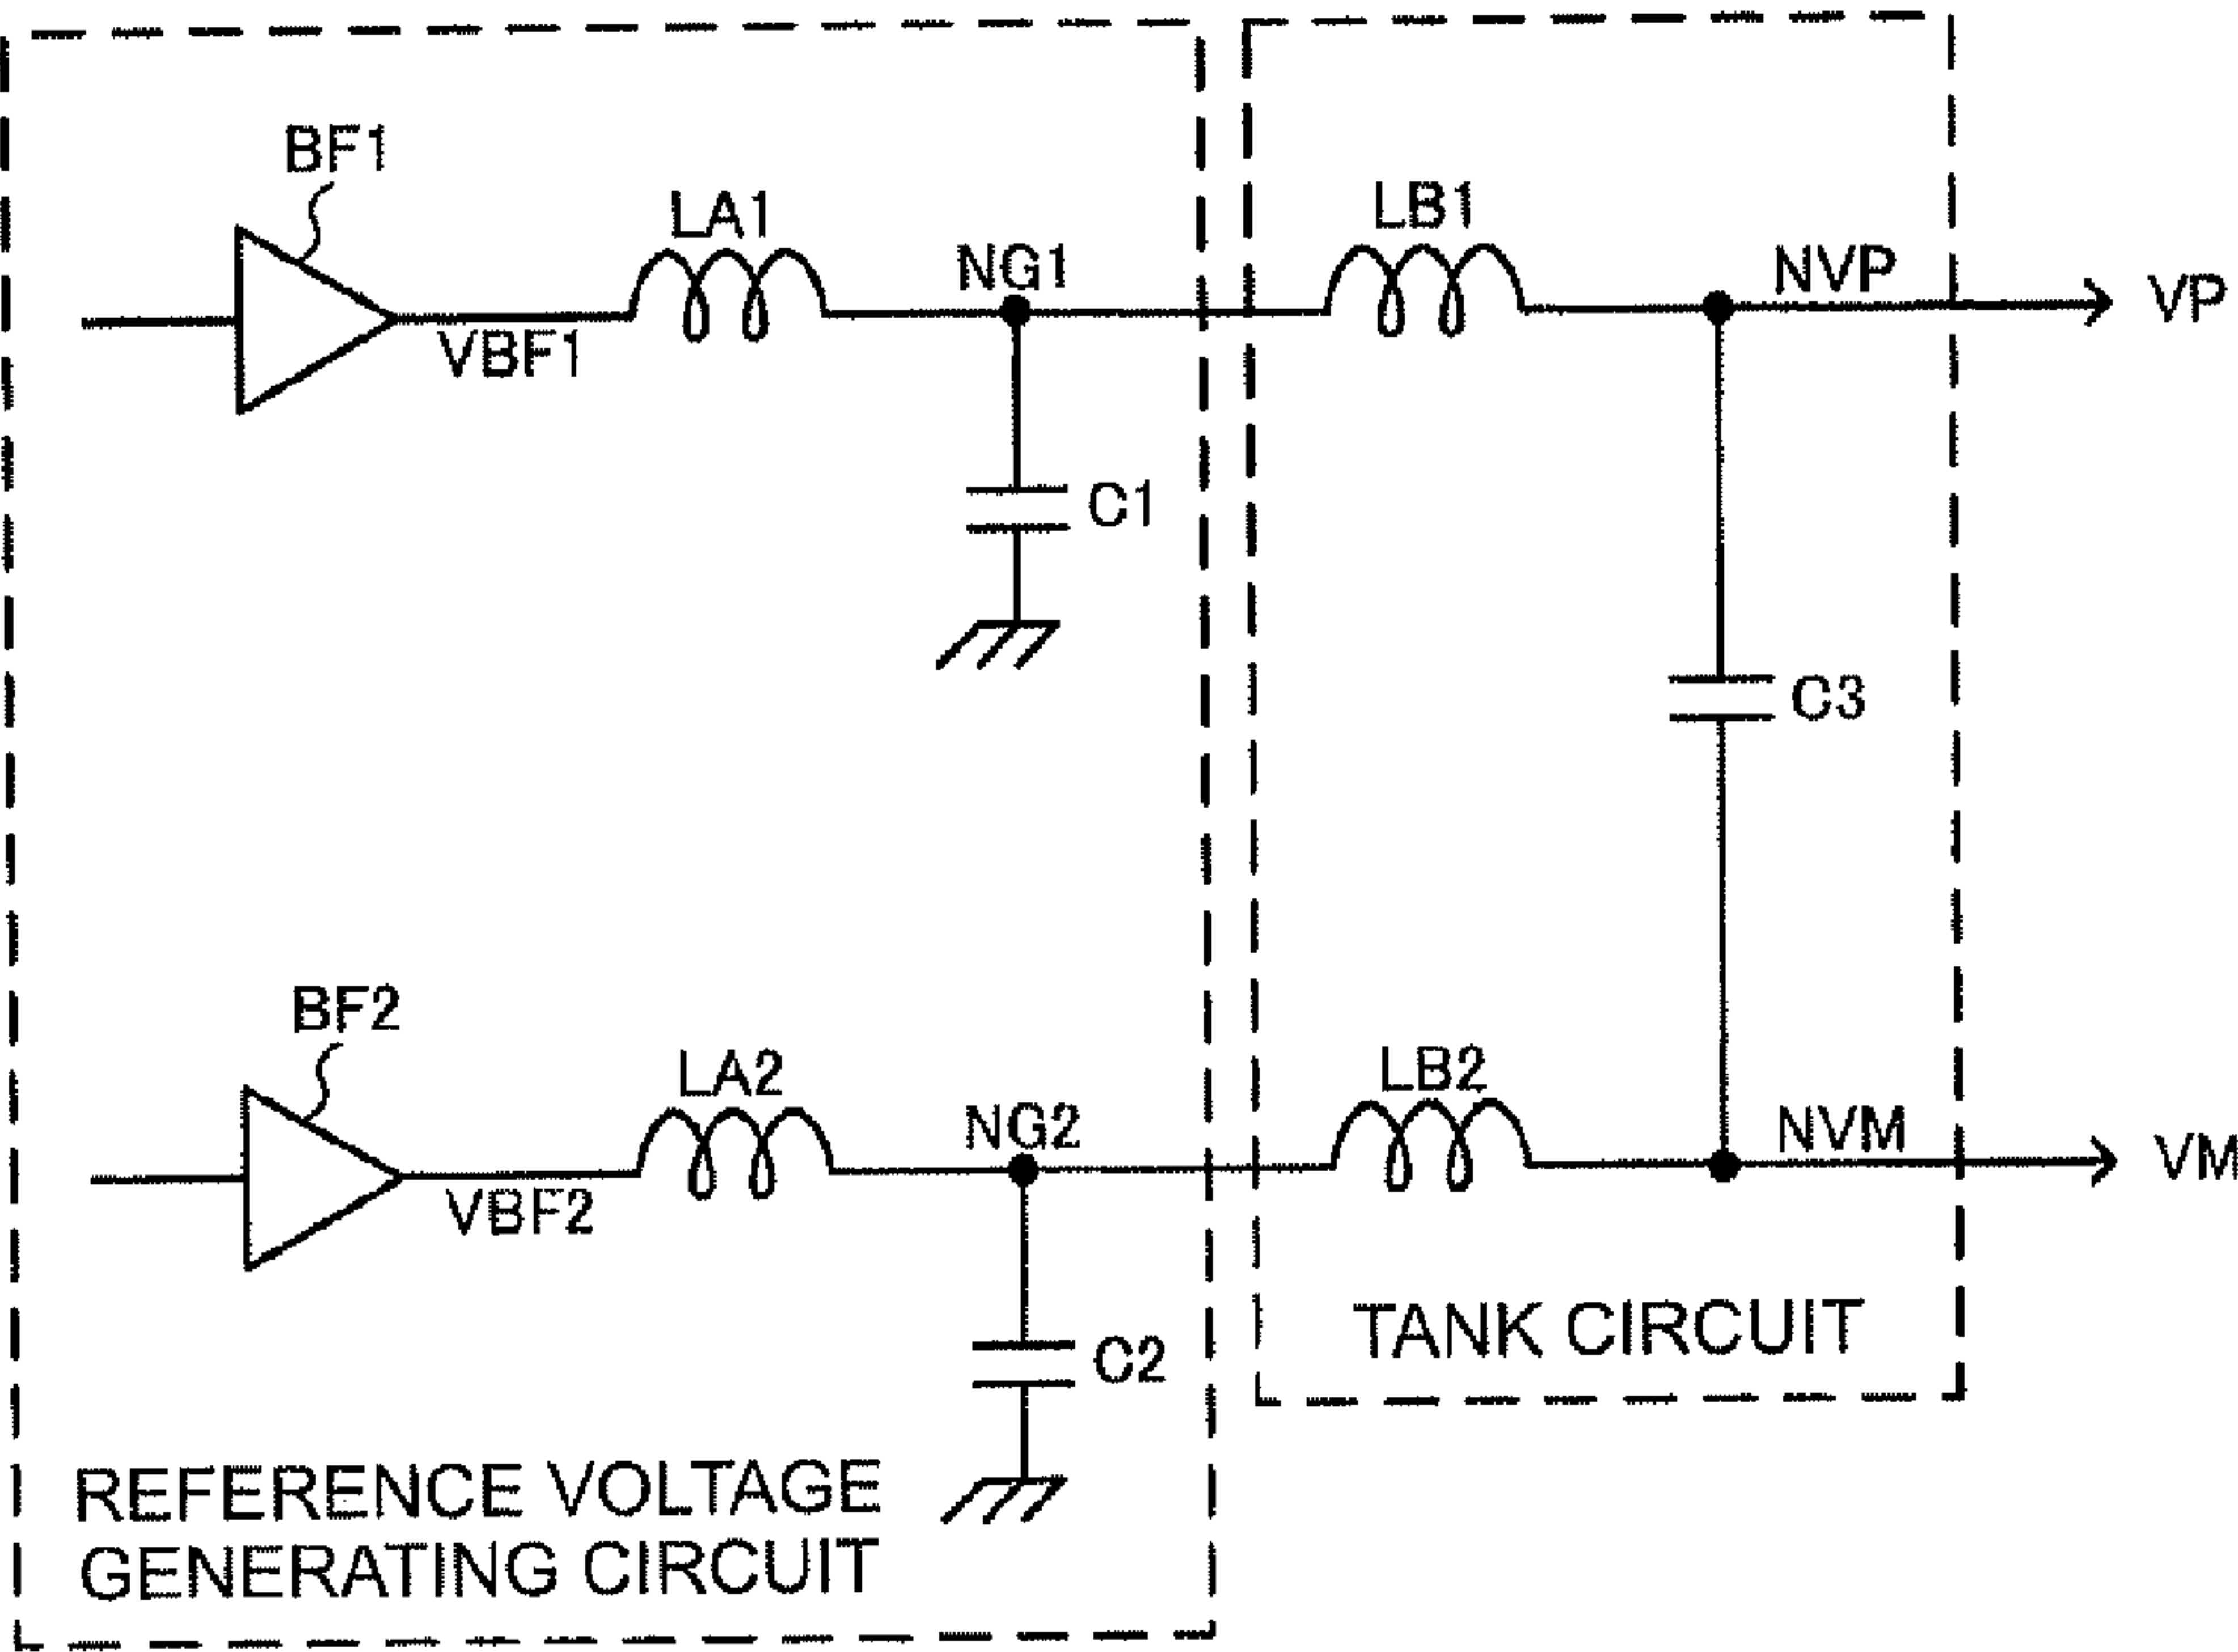 BF1
LA1
LB1
NG1
NVP
VP
VBF1
C1
C3
BF2
LA2
LB2
NG2
NVM
VM
VBF2
C2
TANK CIRCUIT
REFERENCE VOLTAGE
GENERATING CIRCUIT